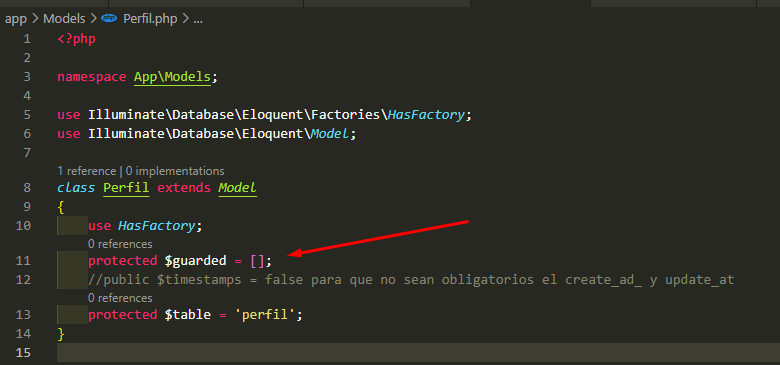 app > Models > Perfil.php > ...
1 <?php
2
3 namespace App\Models;
4
5 use Illuminate\Database\Eloquent\Factories\HasFactory;
6 use Illuminate\Database\Eloquent\Model;
7
1 reference | 0 implementations
8 class Perfil extends Model
9 {
10 use HasFactory;
0 references
11 protected $guarded = [];
12 //public $timestamps = false para que no sean obligatorios el create_ad_ y update_at
0 references
13 protected $table = 'perfil';
14 }
15